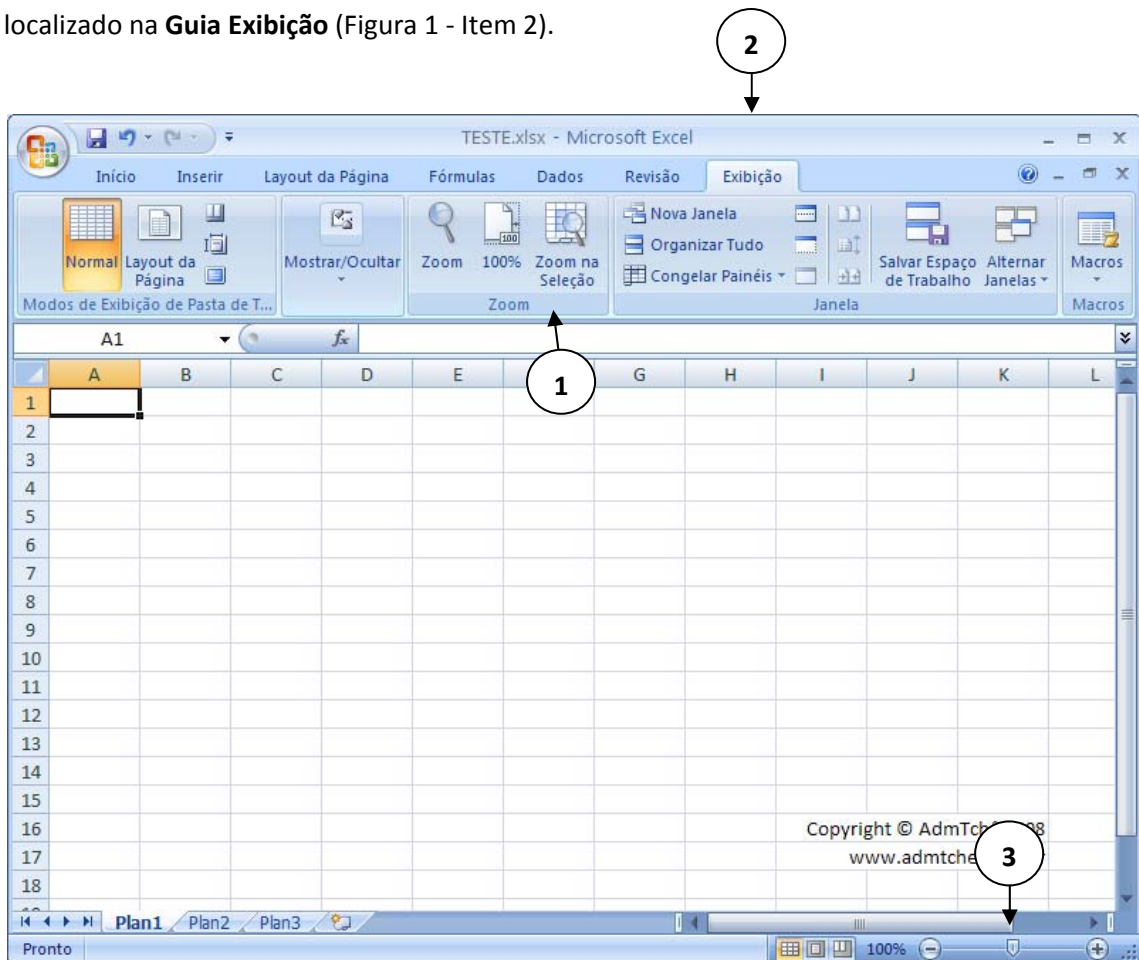 localizado na Guia Exibição (Figura 1 - Item 2).
2
TESTE.xlsx - Microsoft Excel
Início Inserir Layout da Página Fórmulas Dados Revisão Exibição
Normal Layout da Página
Mostrar/Ocultar
Zoom 100% Zoom na Seleção
Nova Janela
Organizar Tudo
Congelar Painéis
Salvar Espaço de Trabalho
Alternar Janelas
Macros
Modos de Exibição de Pasta de T... Zoom Janela Macros
A1 fx
1
A B C D E G H I J K L
1
2
3
4
5
6
7
8
9
10
11
12
13
14
15
16 Copyright © 
17
3
18
Plan1 Plan2 Plan3
Pronto 100%